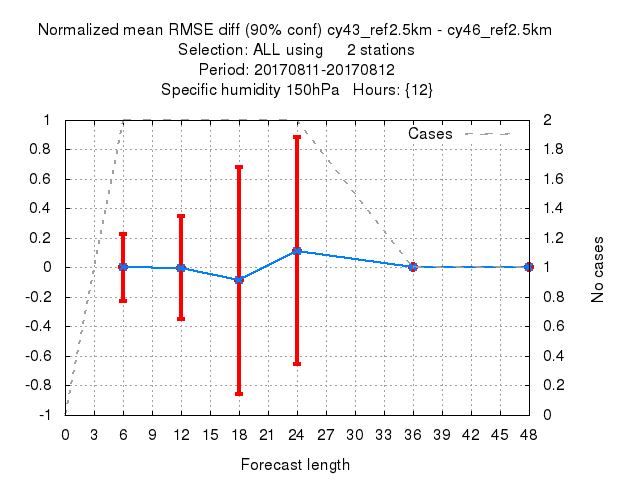 Normalized mean RMSE diff (90% conf) cy43_ref2.5km - cy46_ref2.5km
Selection: ALL using 2 stations
Period: 20170811-20170812
Specific humidity 150hPa Hours: {12}
Cases
1
0.8
0.6
0.4
0.2
0
-0.2
-0.4
-0.6
-0.8
-1
2
1.8
1.6
1.4
1.2
1
0.8
0.6
0.4
0.2
0
No cases
0 3 6 9 12 15 18 21 24 27 30 33 36 39 42 45 48
Forecast length